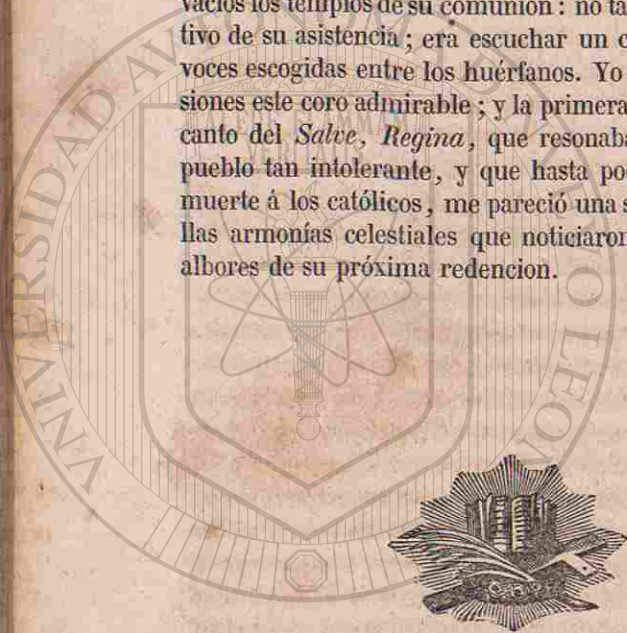 vacios los templos de su comunion : no ta
tivo de su asistencia ; era escuchar un c
voces escogidas entre los huérfanos. Yo
siones este coro admirable ; y la primera
canto del Salve, Regina, que resonaba
pueblo tan intolerante, y que hasta po
muerte á los católicos, me pareció una s
llas armonías celestiales que noticiaron
albores de su próxima redencion.